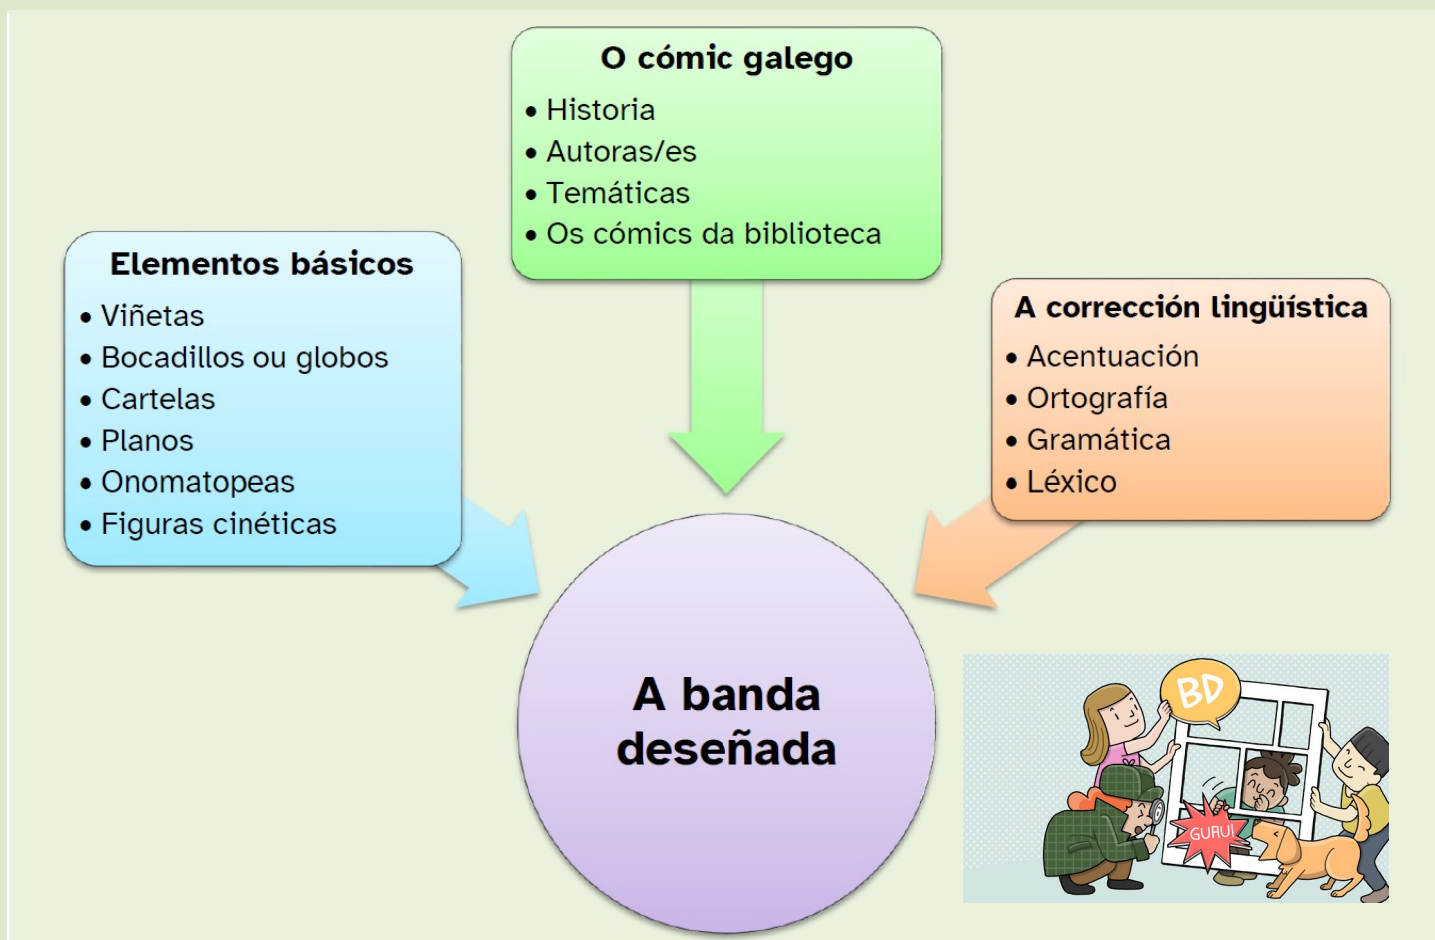 O cómic galego
• Historia
• Autoras/es
• Temáticas
• Os cómics da biblioteca
Elementos básicos
• Viñetas
• Bocadillos ou globos
• Cartelas
• Planos
• Onomatopeas
• Figuras cinéticas
A corrección lingüística
• Acentuación
• Ortografía
• Gramática
• Léxico
A banda
deseñada
BD
GUAU!